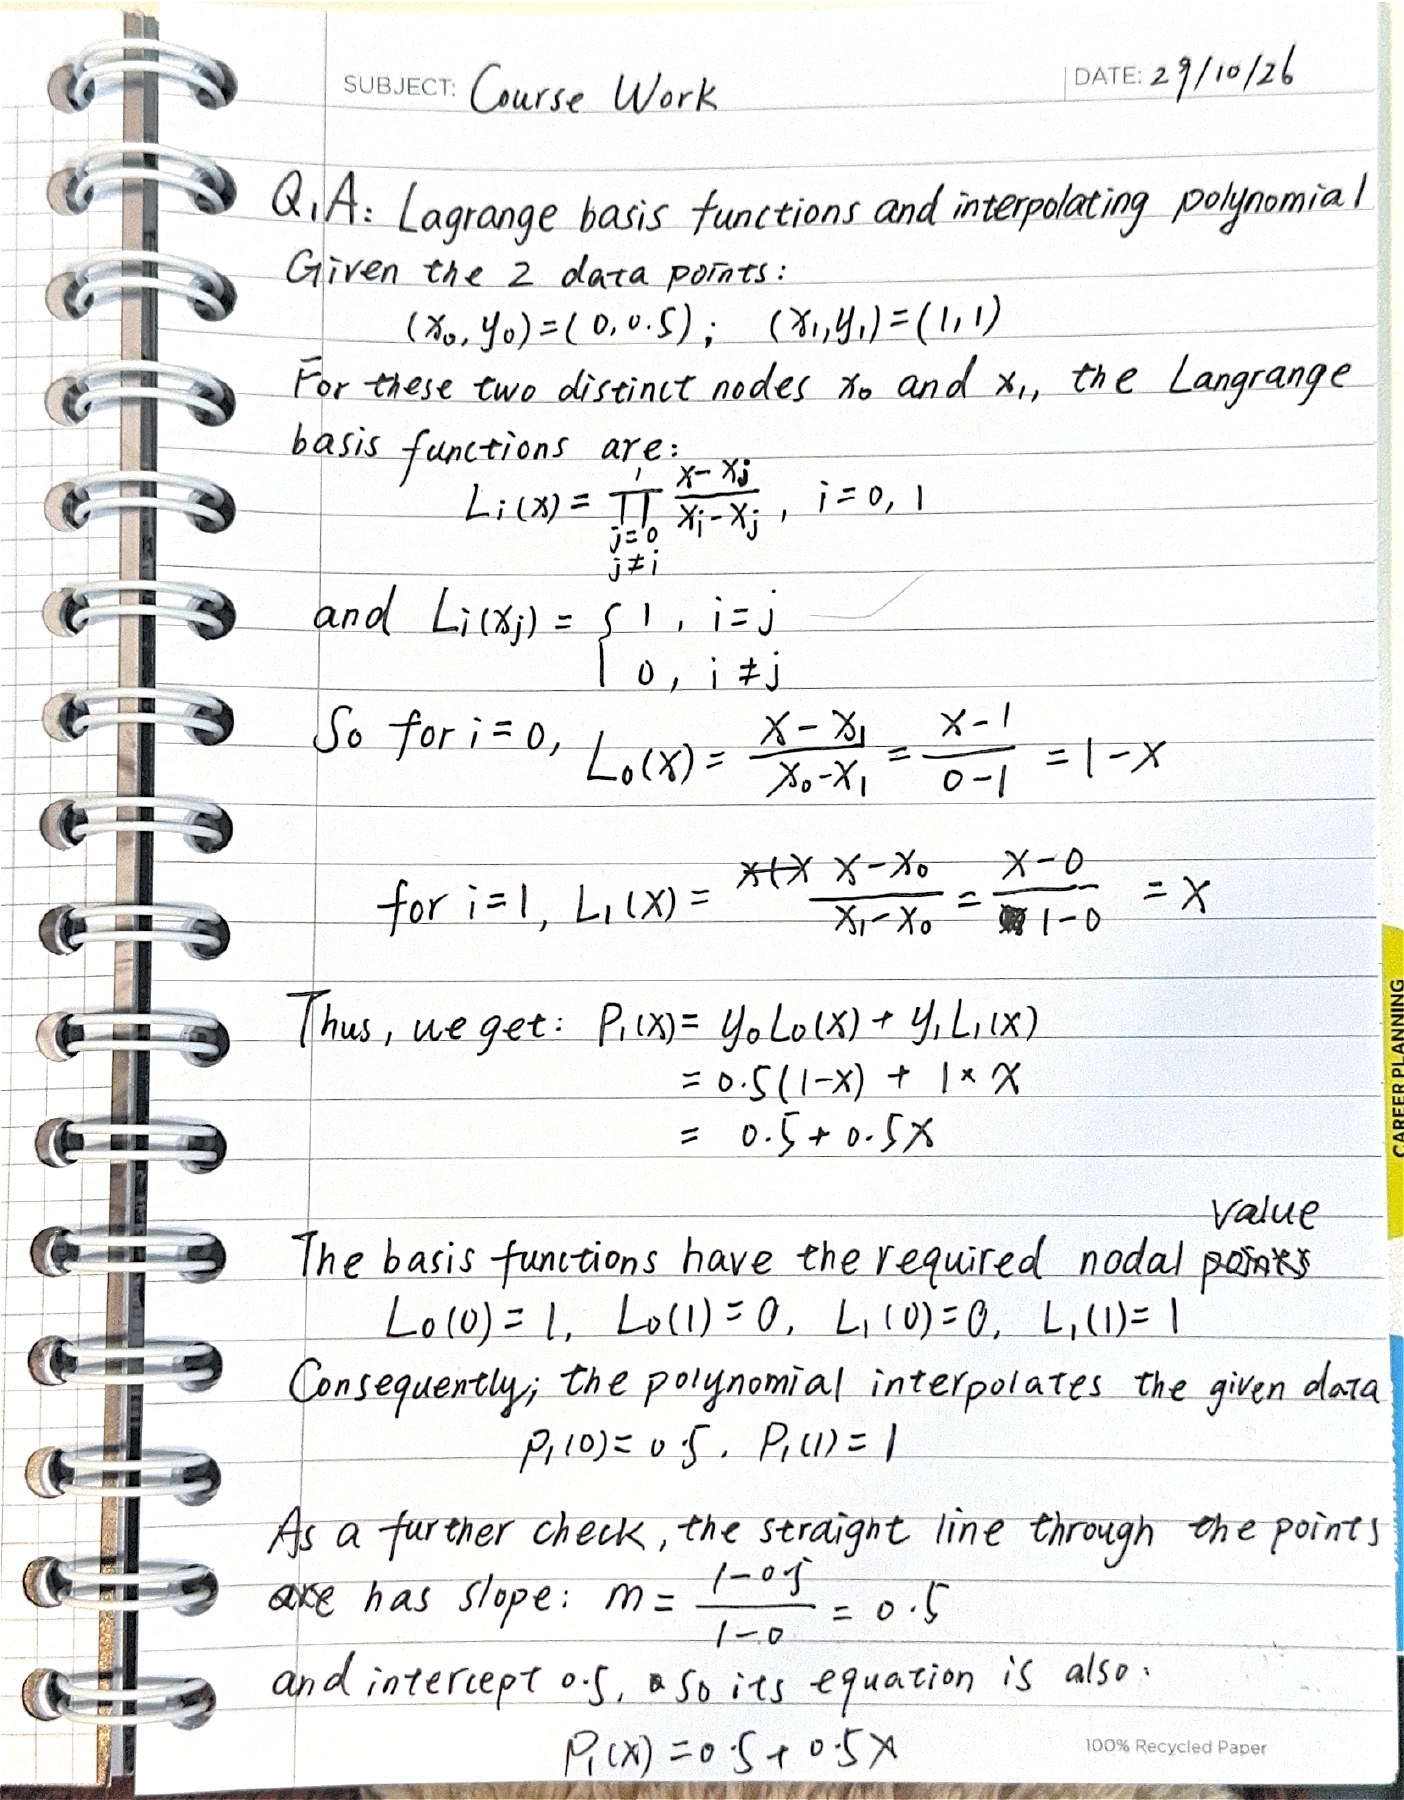 SUBJECT: Course Work
DATE: 29/10/26
Q1A: Lagrange basis functions and interpolating polynomial
Given the 2 data points:
(x₀, y₀) = (0, 0.5); (x₁, y₁) = (1, 1)
For these two distinct nodes x₀ and x₁, the Langrange
basis functions are:
Lᵢ(x) = ∏_{j=0, j≠i}^{1} (x - xⱼ)/(xᵢ - xⱼ), i = 0, 1
and Lᵢ(xⱼ) = { 1, i = j
0, i ≠ j
So for i = 0, L₀(x) = (x - x₁)/(x₀ - x₁) = (x - 1)/(0 - 1) = 1 - x
for i = 1, L₁(x) = (x - x₀)/(x₁ - x₀) = (x - 0)/(1 - 0) = x
Thus, we get: P₁(x) = y₀L₀(x) + y₁L₁(x)
= 0.5(1-x) + 1 × x
= 0.5 + 0.5x
value
The basis functions have the required nodal points
L₀(0) = 1, L₀(1) = 0, L₁(0) = 0, L₁(1) = 1
Consequently, the polynomial interpolates the given data
P₁(0) = 0.5. P₁(1) = 1
As a further check, the straight line through the points
are has slope: m = (1 - 0.5)/(1 - 0) = 0.5
and intercept 0.5, so its equation is also:
P₁(x) = 0.5 + 0.5x
100% Recycled Paper
CAREER PLANNING